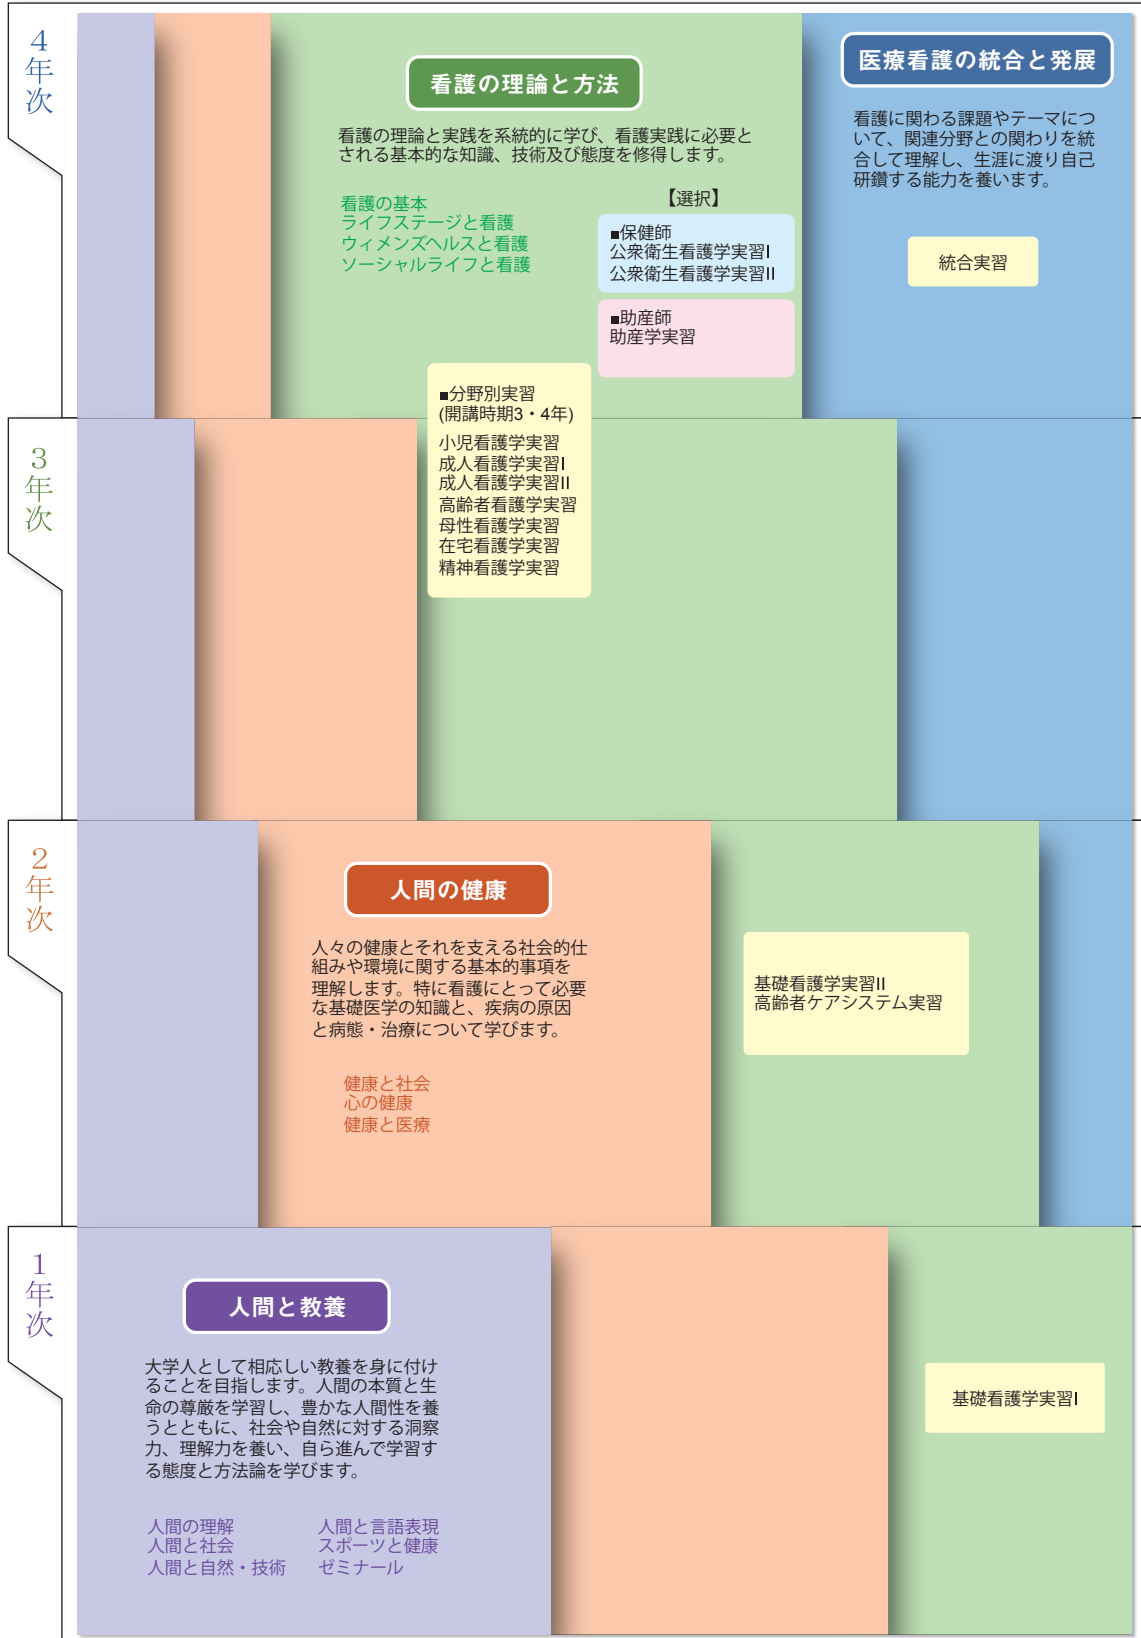 4年次
看護の理論と方法
看護の理論と実践を系統的に学び、看護実践に必要と
される基本的な知識、技術及び態度を修得します。
看護の基本
ライフステージと看護
ウィメンズヘルスと看護
ソーシャルライフと看護
【選択】
■保健師
公衆衛生看護学実習I
公衆衛生看護学実習II
■助産師
助産学実習
医療看護の統合と発展
看護に関わる課題やテーマにつ
いて、関連分野との関わりを統
合して理解し、生涯に渡り自己
研鑽する能力を養います。
統合実習
■分野別実習
(開講時期3・4年)
小児看護学実習
成人看護学実習I
成人看護学実習II
高齢者看護学実習
母性看護学実習
在宅看護学実習
精神看護学実習
3年次
2年次
人間の健康
人々の健康とそれを支える社会的仕
組みや環境に関する基本的事項を
理解します。特に看護にとって必要
な基礎医学の知識と、疾病の原因
と病態・治療について学びます。
健康と社会
心の健康
健康と医療
基礎看護学実習II
高齢者ケアシステム実習
1年次
人間と教養
大学人として相応しい教養を身に付け
ることを目指します。人間の本質と生
命の尊厳を学習し、豊かな人間性を養
うとともに、社会や自然に対する洞察
力、理解力を養い、自ら進んで学習す
る態度と方法論を学びます。
人間の理解
人間と社会
人間と自然・技術
人間と言語表現
スポーツと健康
ゼミナール
基礎看護学実習I